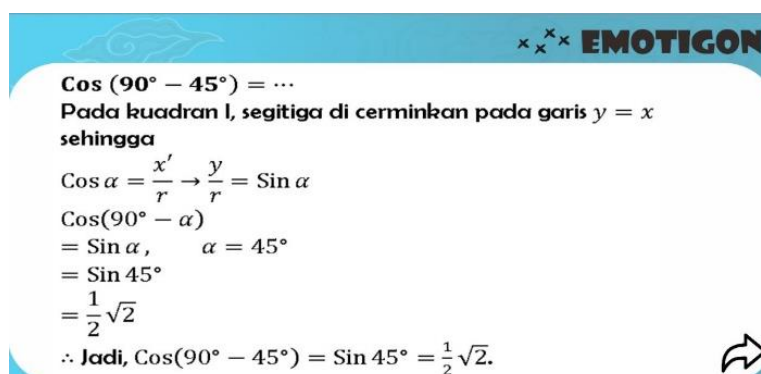 EMOTIGON
Cos (90° − 45°) = ⋯
Pada kuadran I, segitiga di cerminkan pada garis y = x
sehingga
Cos α = x′/r → y/r = Sin α
Cos(90° − α)
= Sin α , α = 45°
= Sin 45°
= 1/2 √2
∴ Jadi, Cos(90° − 45°) = Sin 45° = 1/2 √2.